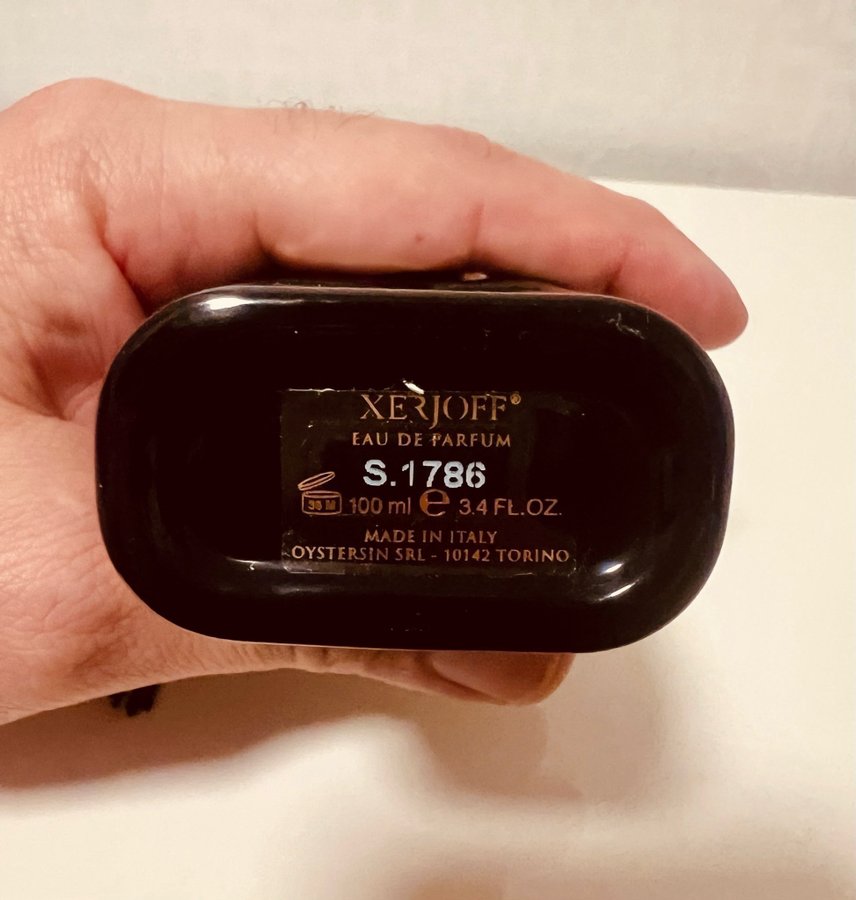 XERJOFF®
EAU DE PARFUM
S.1786
36 M 100 ml e 3.4 FL.OZ.
MADE IN ITALY
OYSTERSIN SRL - 10142 TORINO